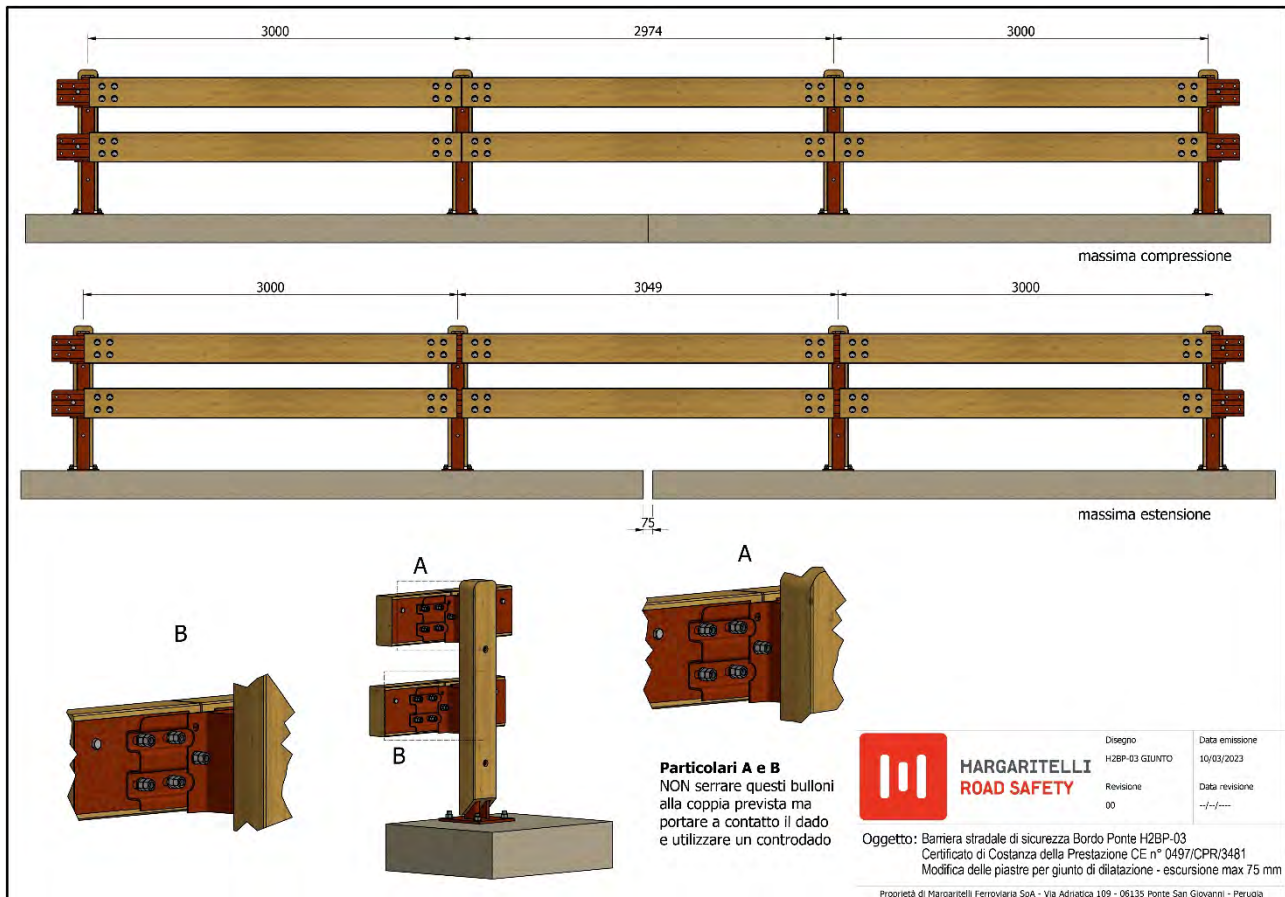 3000
2974
3000
massima compressione
3000
3049
3000
massima estensione
75
A
B
A
B
Particolari A e B
NON serrare questi bulloni
alla coppia prevista ma
portare a contatto il dado
e utilizzare un controdado
MARGARITELLI
ROAD SAFETY
Disegno
H2BP-03 GIUNTO
Data emissione
10/03/2023
Revisione
00
Data revisione
--/--/----
Oggetto: Barriera stradale di sicurezza Bordo Ponte H2BP-03
Certificato di Costanza della Prestazione CE n° 0497/CPR/3481
Modifica delle piastre per giunto di dilatazione - escursione max 75 mm
Proprietà di Margaritelli Ferroviaria SpA - Via Adriatica 109 - 06135 Ponte San Giovanni - Perugia